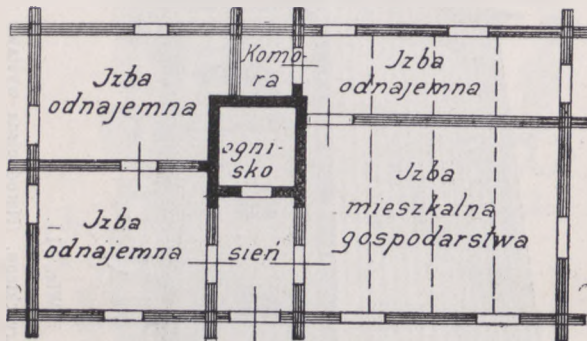 Jzba
odnajemna
Komo-
ra
Jzba
odnajemna
ogni-
sko
Jzba
odnajemna
sień
Jzba
mieszkalna
gospodarstwa